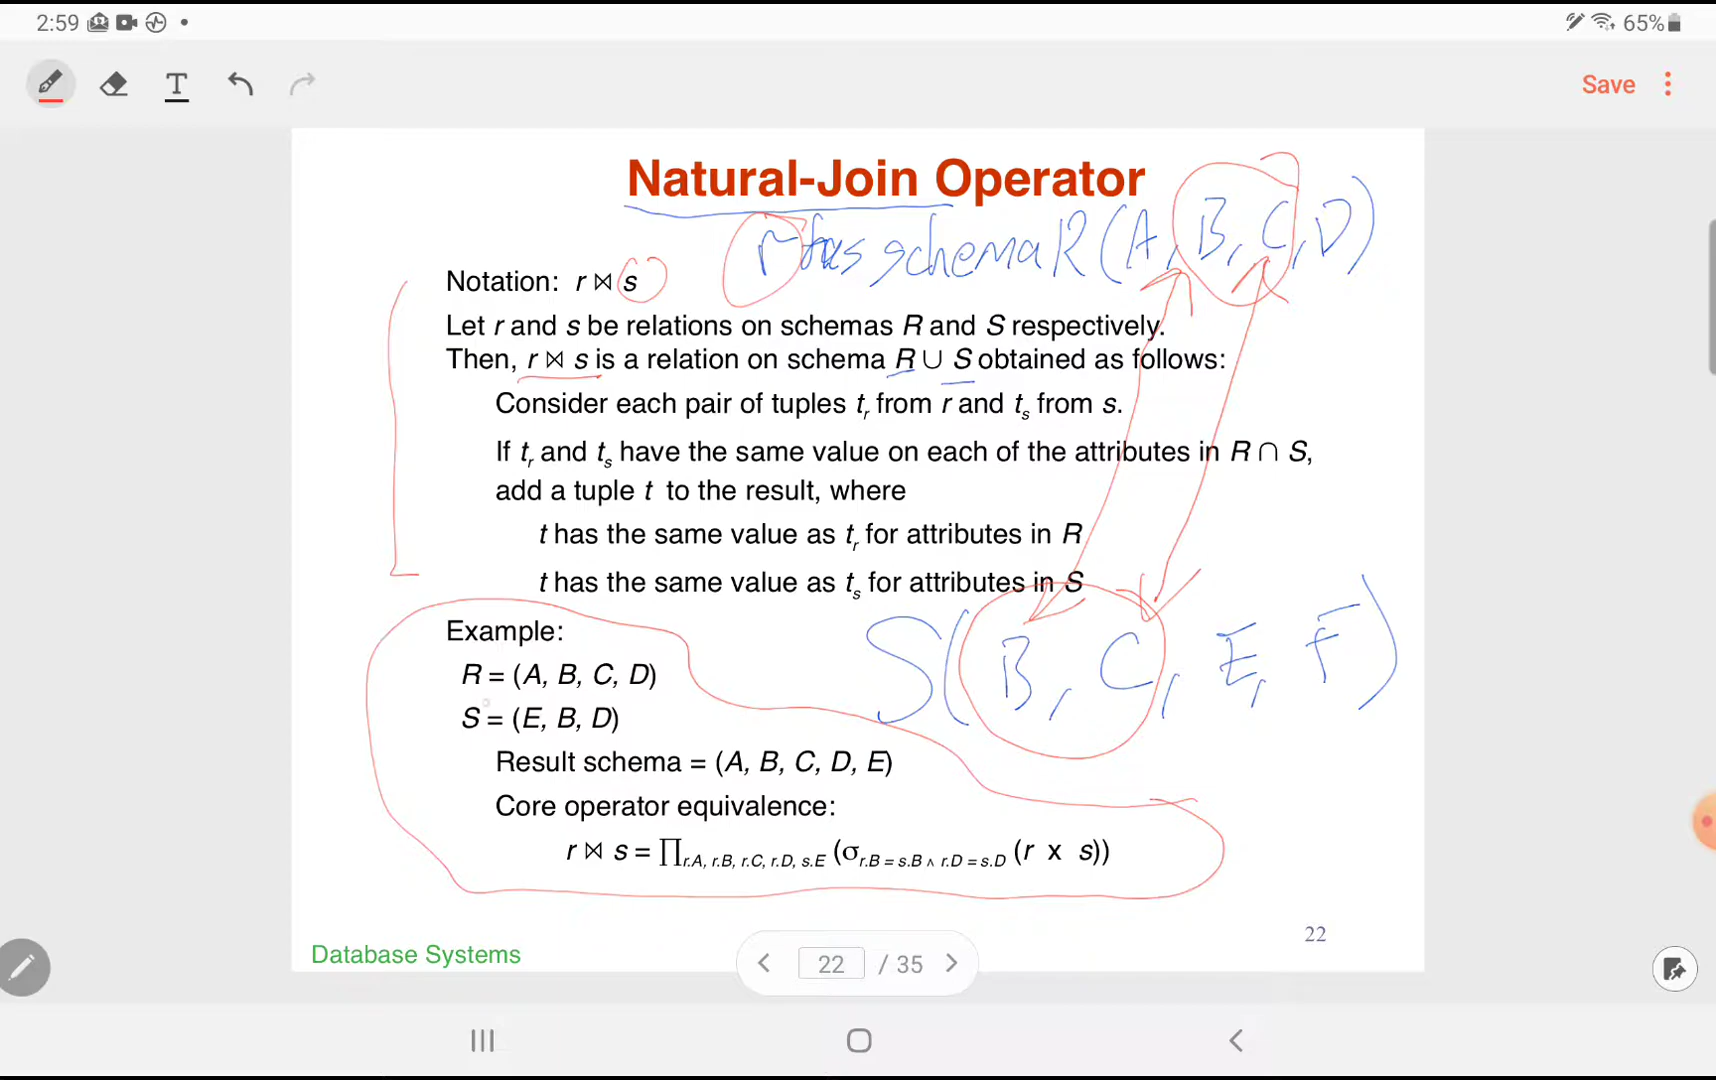 2:59
65%
T
Save
Natural-Join Operator
r has schema R (A, B, C, D)
Notation: r ⋈ s
Let r and s be relations on schemas R and S respectively.
Then, r ⋈ s is a relation on schema R ∪ S obtained as follows:
Consider each pair of tuples tr from r and ts from s.
If tr and ts have the same value on each of the attributes in R ∩ S,
add a tuple t to the result, where
t has the same value as tr for attributes in R
t has the same value as ts for attributes in S
S(B, C, E, F)
Example:
R = (A, B, C, D)
S = (E, B, D)
Result schema = (A, B, C, D, E)
Core operator equivalence:
r ⋈ s = ∏r.A, r.B, r.C, r.D, s.E (σr.B = s.B ∧ r.D = s.D (r x s))
22
Database Systems
22 / 35